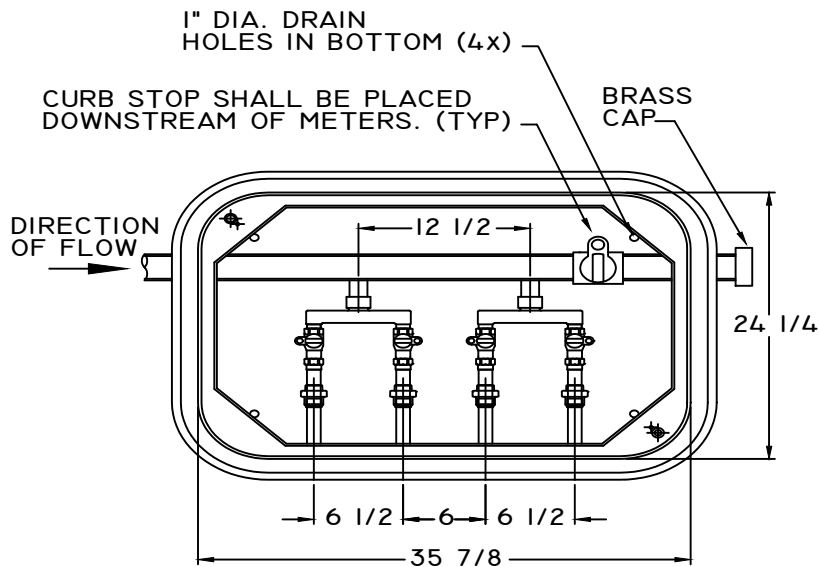 1" DIA. DRAIN
HOLES IN BOTTOM (4x)
CURB STOP SHALL BE PLACED
DOWNSTREAM OF METERS. (TYP)
BRASS
CAP
DIRECTION
OF FLOW
12 1/2
24 1/4
6 1/2
6
6 1/2
35 7/8